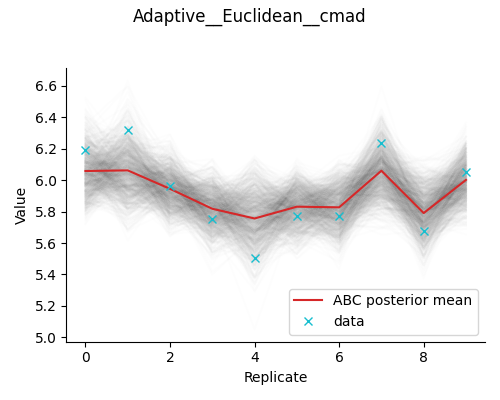 Adaptive__Euclidean__cmad
6.6
6.4
6.2
6.0
5.8
5.6
5.4
5.2
5.0
Value
0 2 4 6 8
Replicate
ABC posterior mean
data